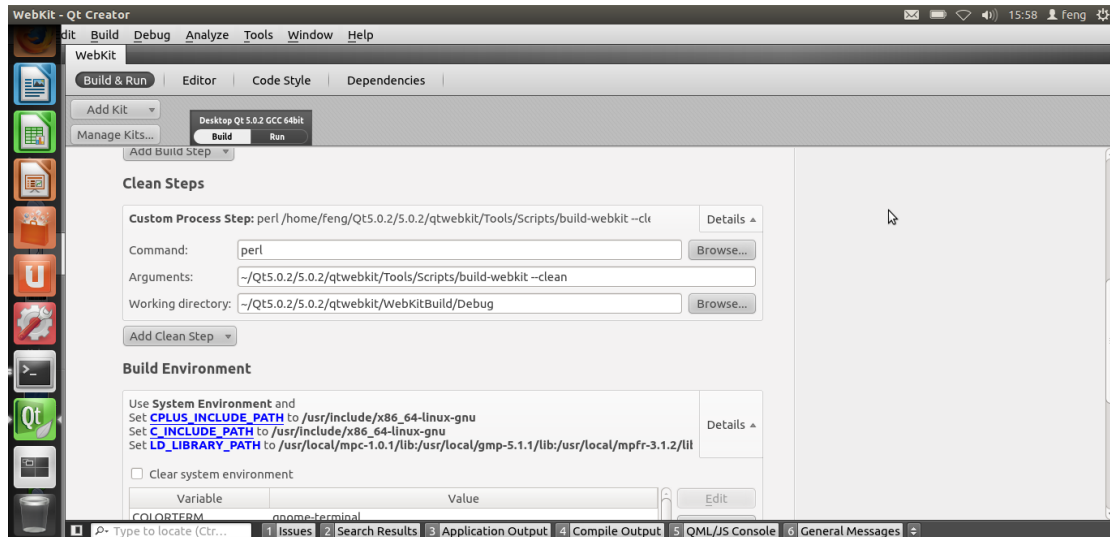 WebKit - Qt Creator 15:58 feng
dit Build Debug Analyze Tools Window Help
WebKit
Build & Run Editor Code Style Dependencies
Add Kit
Manage Kits...
Desktop Qt 5.0.2 GCC 64bit
Build Run
Add Build Step
Clean Steps
Custom Process Step: perl /home/feng/Qt5.0.2/5.0.2/qtwebkit/Tools/Scripts/build-webkit --cle Details
Command: perl Browse...
Arguments: ~/Qt5.0.2/5.0.2/qtwebkit/Tools/Scripts/build-webkit --clean
Working directory: ~/Qt5.0.2/5.0.2/qtwebkit/WebKitBuild/Debug Browse...
Add Clean Step
Build Environment
Use System Environment and
Set CPLUS_INCLUDE_PATH to /usr/include/x86_64-linux-gnu
Set C_INCLUDE_PATH to /usr/include/x86_64-linux-gnu Details
Set LD_LIBRARY_PATH to /usr/local/mpc-1.0.1/lib:/usr/local/gmp-5.1.1/lib:/usr/local/mpfr-3.1.2/lil
Clear system environment
Variable Value Edit
COLORTERM gnome-terminal
Type to locate (Ctr... 1 Issues 2 Search Results 3 Application Output 4 Compile Output 5 QML/JS Console 6 General Messages